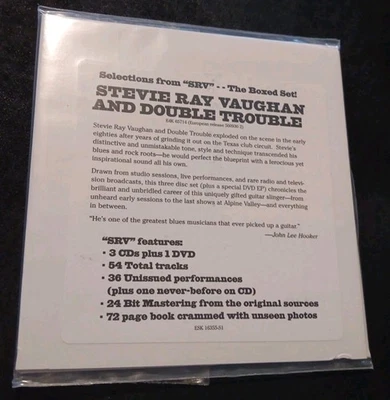 Selections from "SRV" - - The Boxed Set!
STEVIE RAY VAUGHAN
AND DOUBLE TROUBLE
Stevie Ray Vaughan and Double Trouble exploded on the scene in the early
eighties after years of grinding it out on the Texas club circuit. Stevie's
distinctive and unmistakable tone, style and technique transcended his
blues and rock roots—he would perfect the blueprint with a ferocious yet
inspirational sound all his own.
Drawn from studio sessions, live performances, and rare radio and televi-
sion broadcasts, this three disc set (plus a special DVD EP) chronicles the
brilliant and unbridled career of this uniquely gifted guitar slinger—from
unheard early sessions to the last shows at Alpine Valley—and everything
in between.
"He's one of the greatest blues musicians that ever picked up a guitar."
—John Lee Hooker
"SRV" features:
• 3 CDs plus 1 DVD
• 54 Total tracks
• 36 Unissued performances
(plus one never-before on CD)
• 24 Bit Mastering from the original sources
• 72 page book crammed with unseen photos